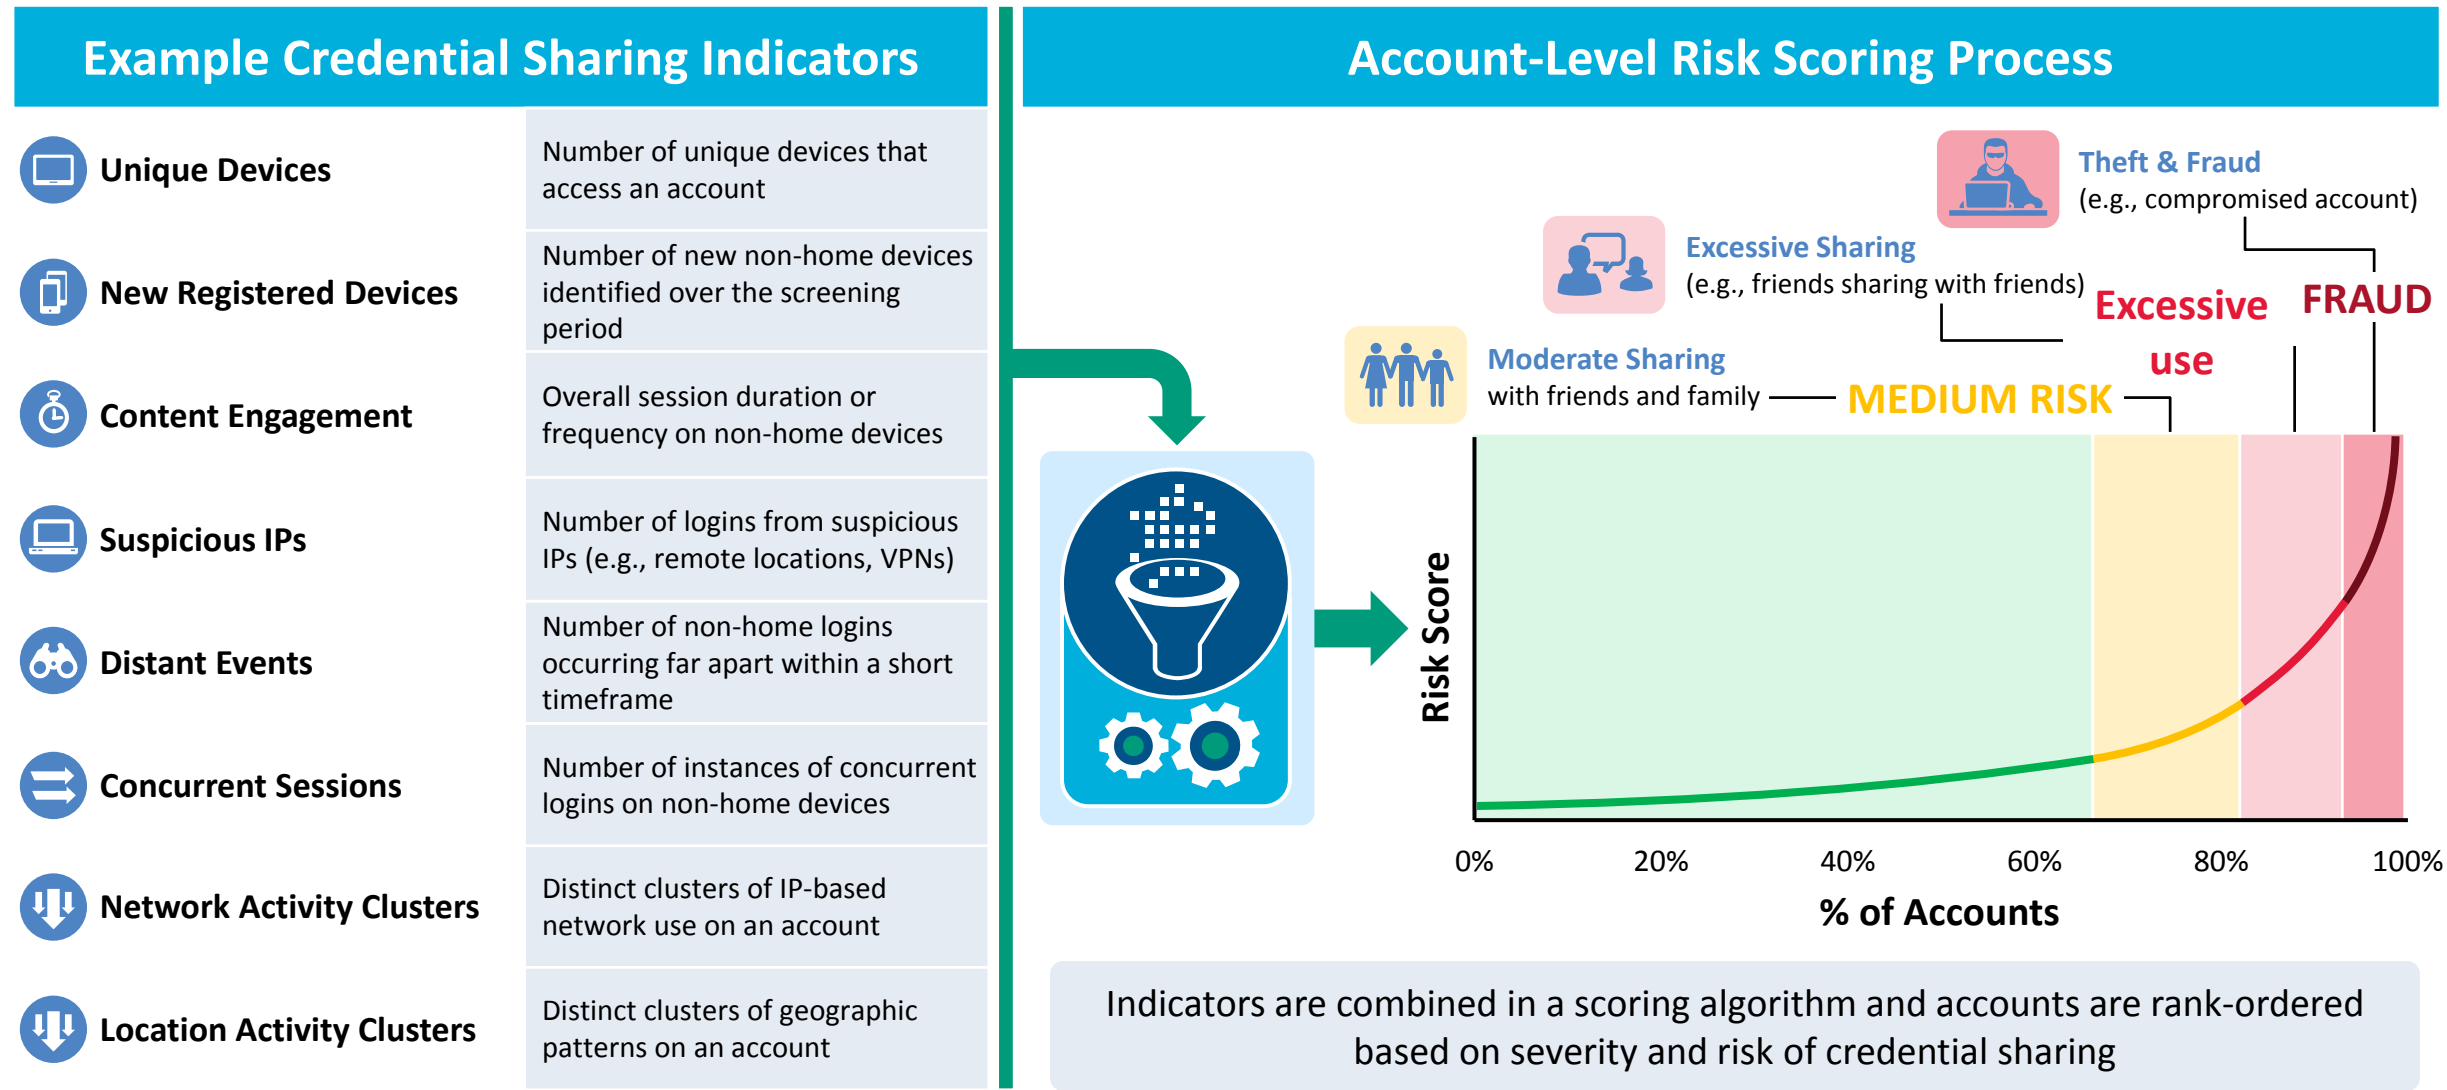 Example Credential Sharing Indicators
Unique Devices
Number of unique devices that
access an account
New Registered Devices
Number of new non-home devices
identified over the screening
period
Content Engagement
Overall session duration or
frequency on non-home devices
Suspicious IPs
Number of logins from suspicious
IPs (e.g., remote locations, VPNs)
Distant Events
Number of non-home logins
occurring far apart within a short
timeframe
Concurrent Sessions
Number of instances of concurrent
logins on non-home devices
Network Activity Clusters
Distinct clusters of IP-based
network use on an account
Location Activity Clusters
Distinct clusters of geographic
patterns on an account
Account-Level Risk Scoring Process
Theft & Fraud
(e.g., compromised account)
Excessive Sharing
(e.g., friends sharing with friends)
Excessive
use
FRAUD
Moderate Sharing
with friends and family
MEDIUM RISK
Risk Score
0% 20% 40% 60% 80% 100%
% of Accounts
Indicators are combined in a scoring algorithm and accounts are rank-ordered
based on severity and risk of credential sharing